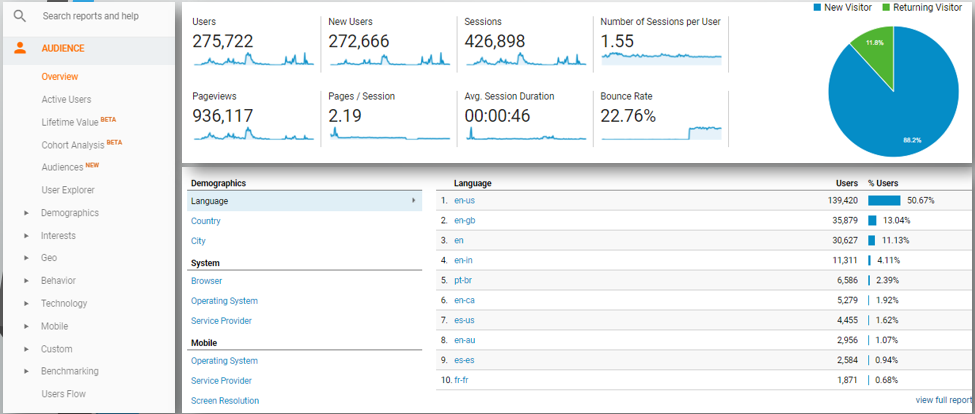 Search reports and help
AUDIENCE
Overview
Active Users
Lifetime Value BETA
Cohort Analysis BETA
Audiences NEW
User Explorer
Demographics
Interests
Geo
Behavior
Technology
Mobile
Custom
Benchmarking
Users Flow
Users
275,722
New Users
272,666
Sessions
426,898
Number of Sessions per User
1.55
Pageviews
936,117
Pages / Session
2.19
Avg. Session Duration
00:00:46
Bounce Rate
22.76%
New Visitor Returning Visitor
11.8%
88.2%
Demographics
Language
Country
City
System
Browser
Operating System
Service Provider
Mobile
Operating System
Service Provider
Screen Resolution
Language Users % Users
1. en-us 139,420 50.67%
2. en-gb 35,879 13.04%
3. en 30,627 11.13%
4. en-in 11,311 4.11%
5. pt-br 6,586 2.39%
6. en-ca 5,279 1.92%
7. es-us 4,455 1.62%
8. en-au 2,956 1.07%
9. es-es 2,584 0.94%
10. fr-fr 1,871 0.68%
view full report